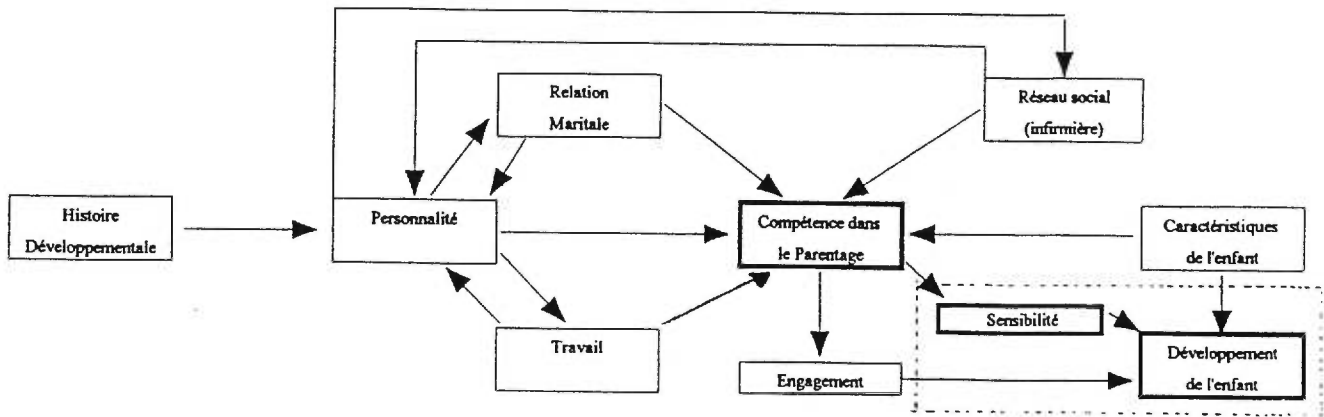 Relation
Maritale
Réseau social
(infirmière)
Histoire
Développementale
Personnalité
Compétence dans
le Parentage
Caractéristiques
de l'enfant
Travail
Sensibilité
Engagement
Développement
de l'enfant